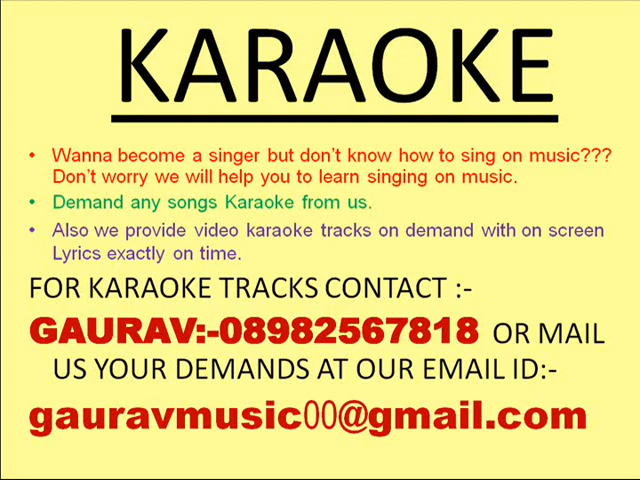 KARAOKE
• Wanna become a singer but don't know how to sing on music???
Don't worry we will help you to learn singing on music.
• Demand any songs Karaoke from us.
• Also we provide video karaoke tracks on demand with on screen
Lyrics exactly on time.
FOR KARAOKE TRACKS CONTACT :-
GAURAV:-08982567818 OR MAIL
US YOUR DEMANDS AT OUR EMAIL ID:-
gauravmusic00@gmail.com